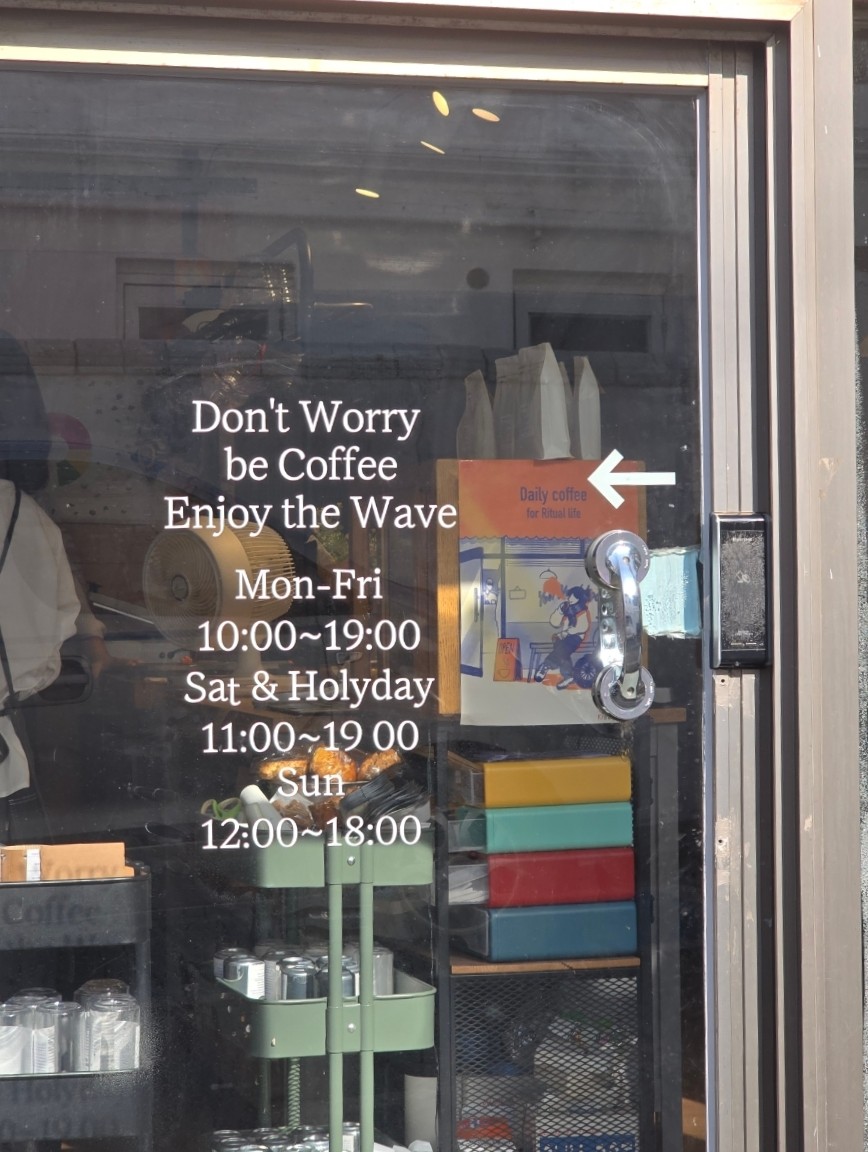 Don't Worry
be Coffee
Enjoy the Wave
Mon-Fri
10:00~19:00
Sat & Holyday
11:00~19 00
Sun
12:00~18:00
Daily coffee
for Ritual life